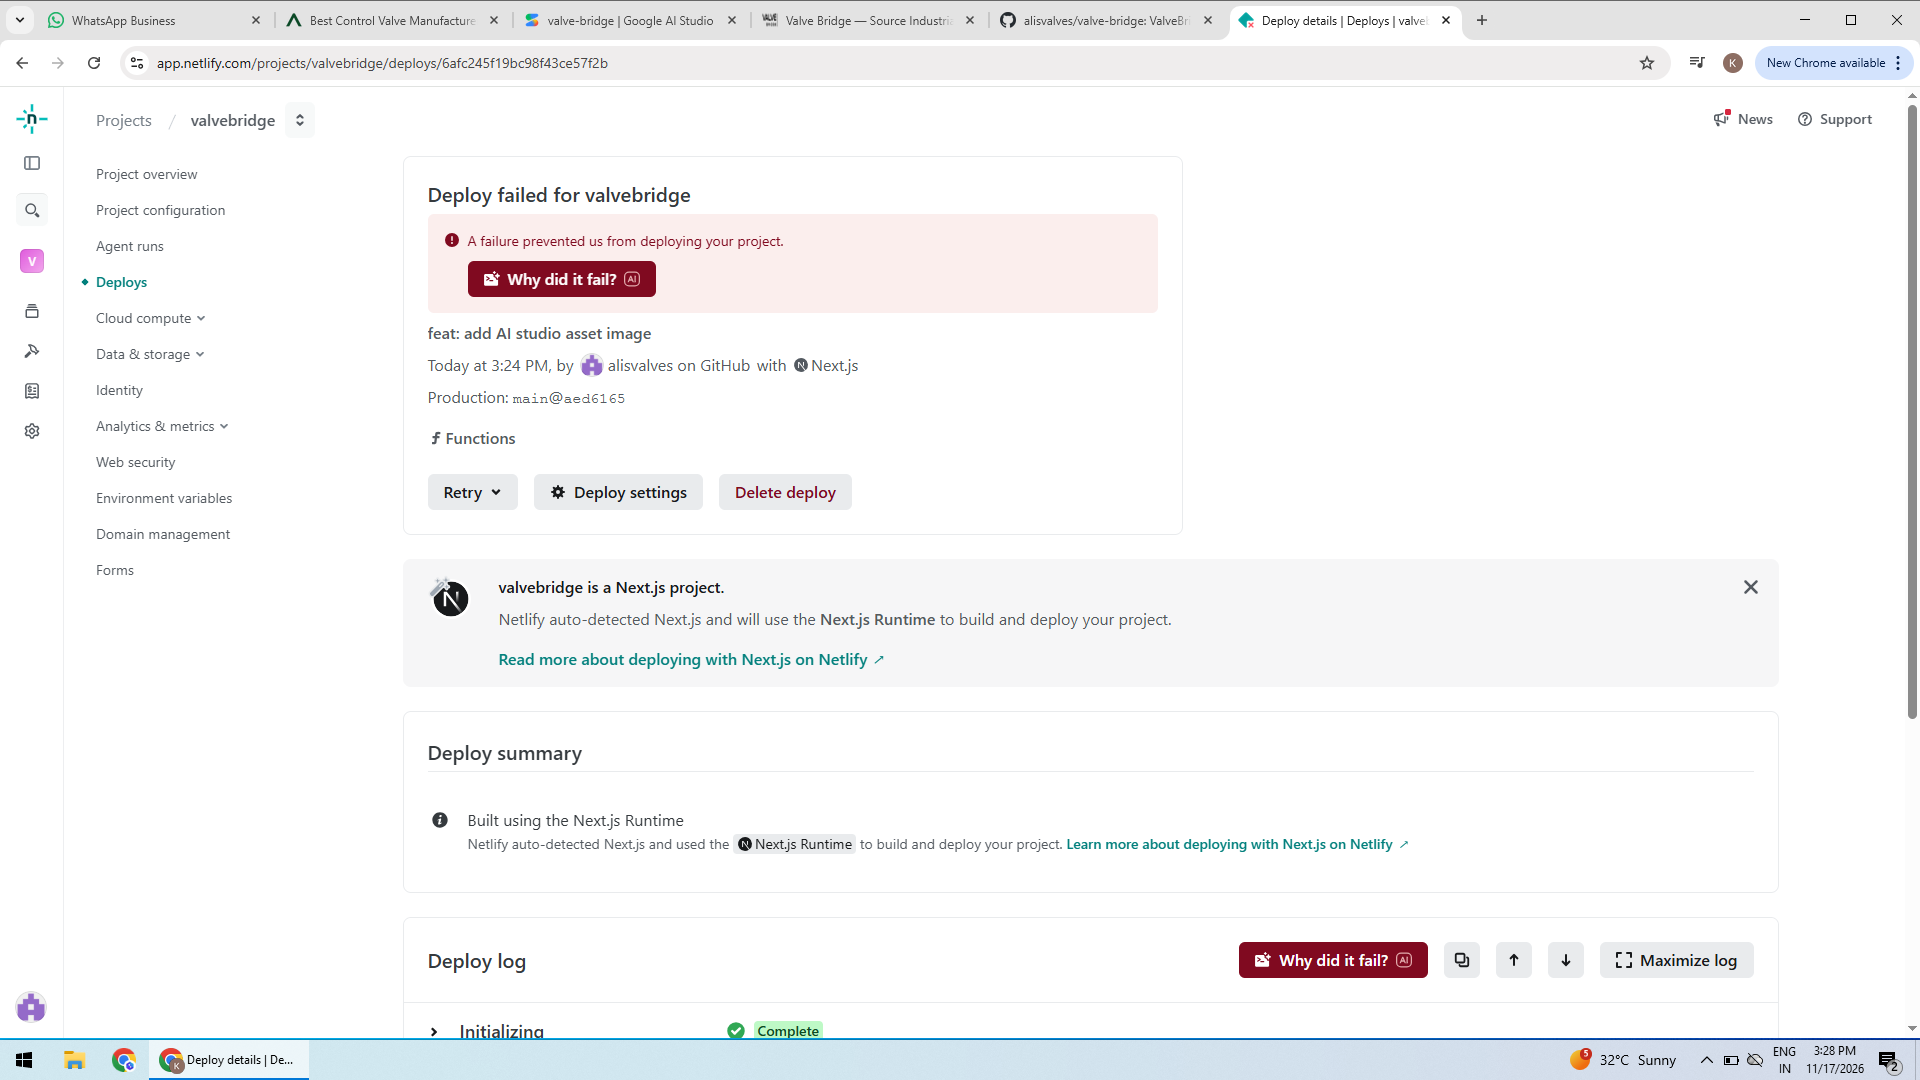 WhatsApp Business
Best Control Valve Manufacture
valve-bridge | Google AI Studio
Valve Bridge — Source Industria
alisvalves/valve-bridge: ValveBri
Deploy details | Deploys | valveb
app.netlify.com/projects/valvebridge/deploys/6afc245f19bc98f43ce57f2b
K
New Chrome available
n
Projects / valvebridge
News
Support
Project overview
Project configuration
Agent runs
V
Deploys
Cloud compute
Data & storage
Identity
Analytics & metrics
Web security
Environment variables
Domain management
Forms
Deploy failed for valvebridge
A failure prevented us from deploying your project.
Why did it fail? AI
feat: add AI studio asset image
Today at 3:24 PM, by alisvalves on GitHub with N Next.js
Production: main@aed6165
f Functions
Retry
Deploy settings
Delete deploy
N
valvebridge is a Next.js project.
Netlify auto-detected Next.js and will use the Next.js Runtime to build and deploy your project.
Read more about deploying with Next.js on Netlify ↗
Deploy summary
Built using the Next.js Runtime
Netlify auto-detected Next.js and used the N Next.js Runtime to build and deploy your project. Learn more about deploying with Next.js on Netlify ↗
Deploy log
Why did it fail? AI
Maximize log
Initializing
Complete
K
Deploy details | De...
5
32°C Sunny
ENG
IN
3:28 PM
11/17/2026
2